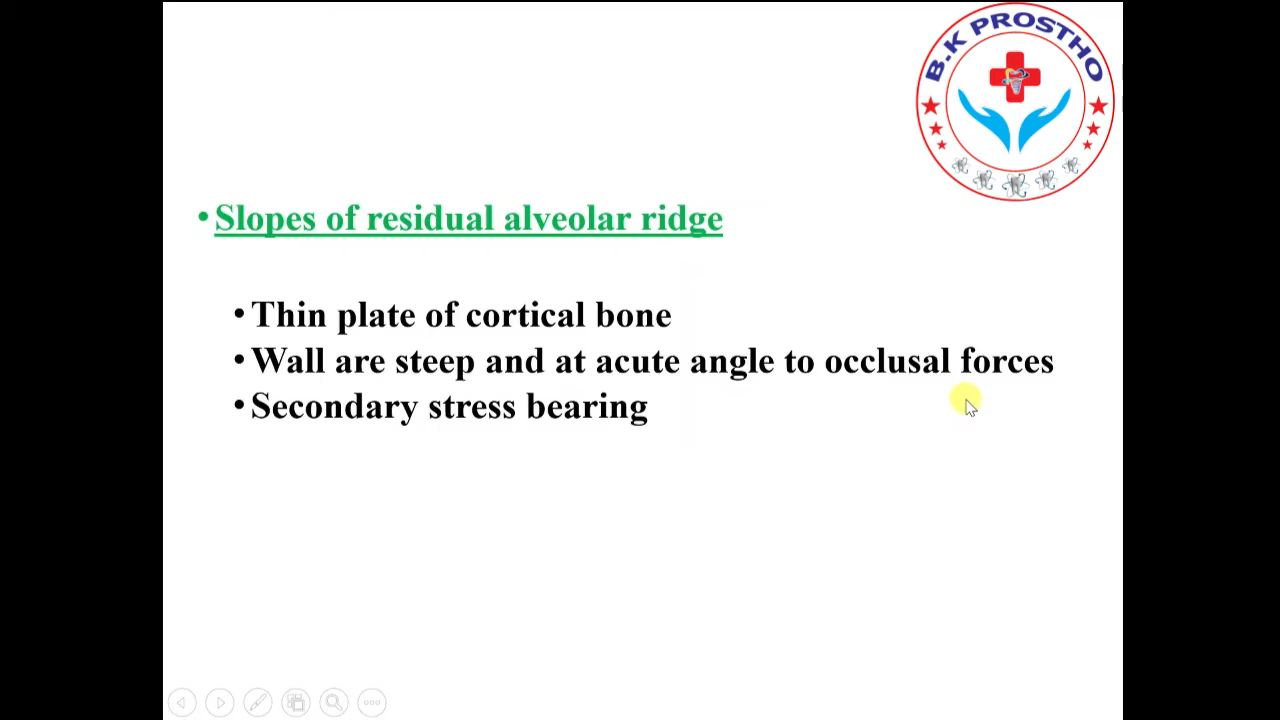 B.K PROSTHO
• Slopes of residual alveolar ridge
• Thin plate of cortical bone
• Wall are steep and at acute angle to occlusal forces
• Secondary stress bearing